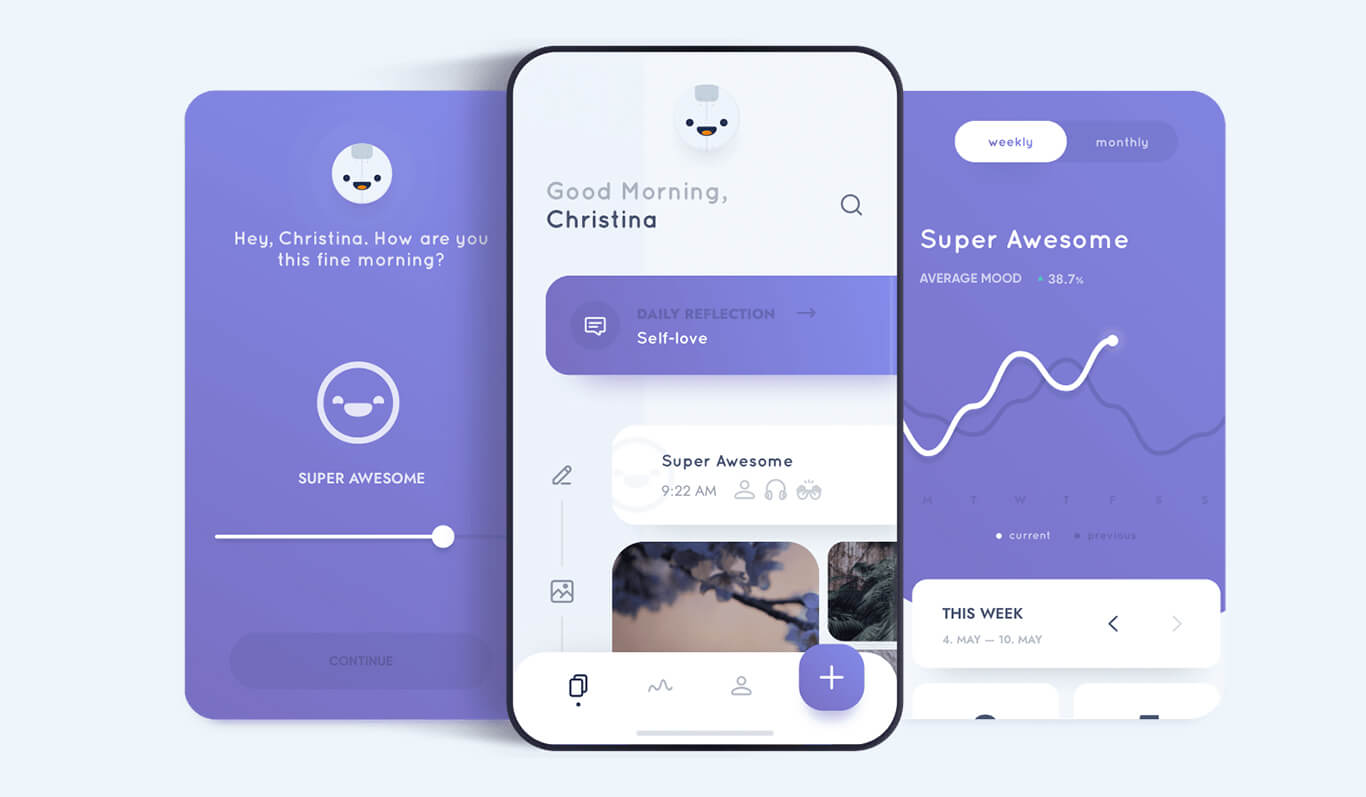 Hey, Christina. How are you
this fine morning?
SUPER AWESOME
CONTINUE
Good Morning,
Christina
DAILY REFLECTION
Self-love
Super Awesome
9:22 AM
weekly
monthly
Super Awesome
AVERAGE MOOD 38.7%
M T W T F S S
current previous
THIS WEEK
4. MAY — 10. MAY